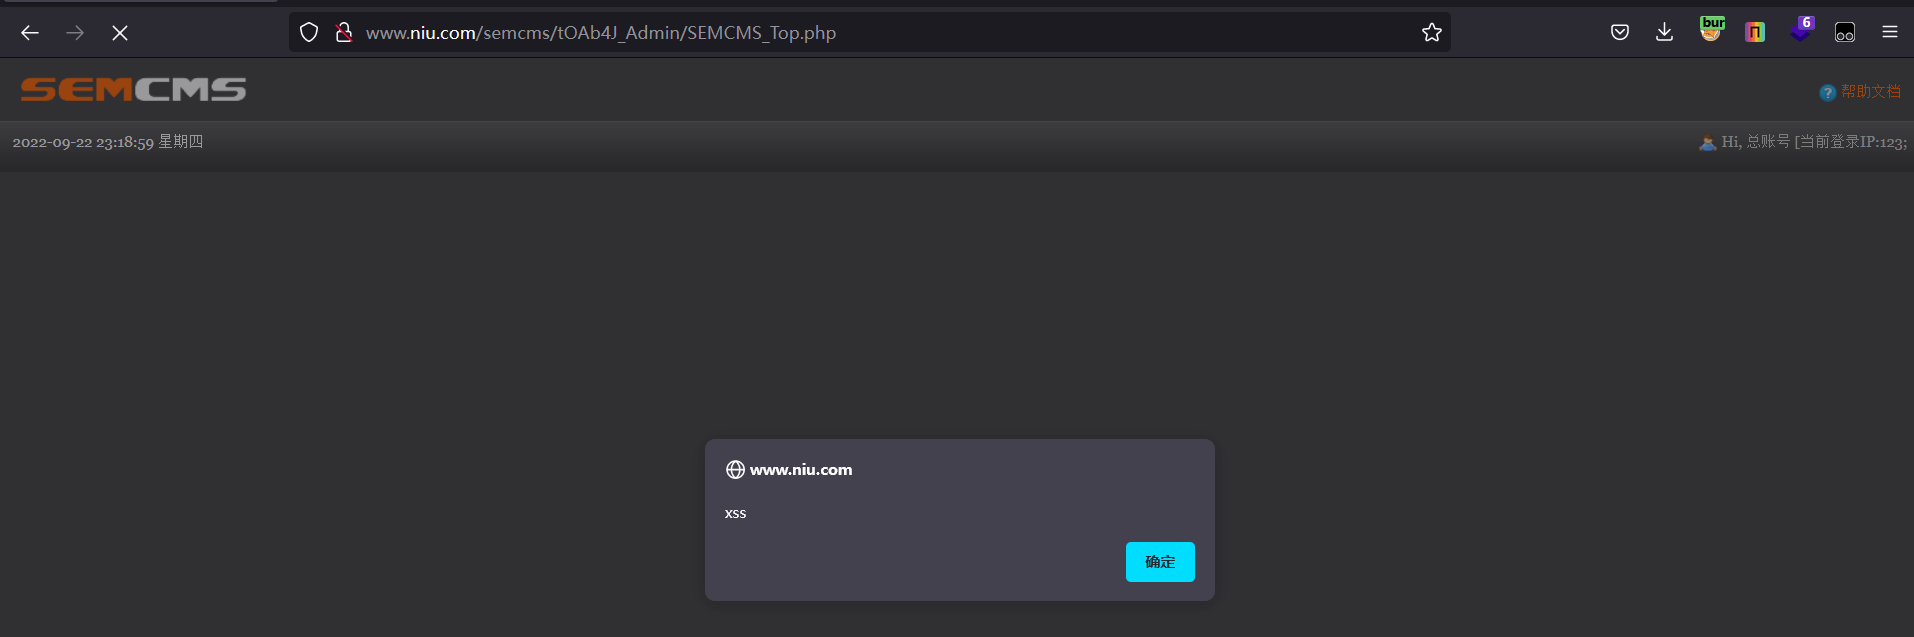 www.niu.com/semcms/tOAb4J_Admin/SEMCMS_Top.php
bur
6
SEMCMS
帮助文档
2022-09-22 23:18:59 星期四
Hi, 总账号 [当前登录IP:123;
www.niu.com
xss
确定